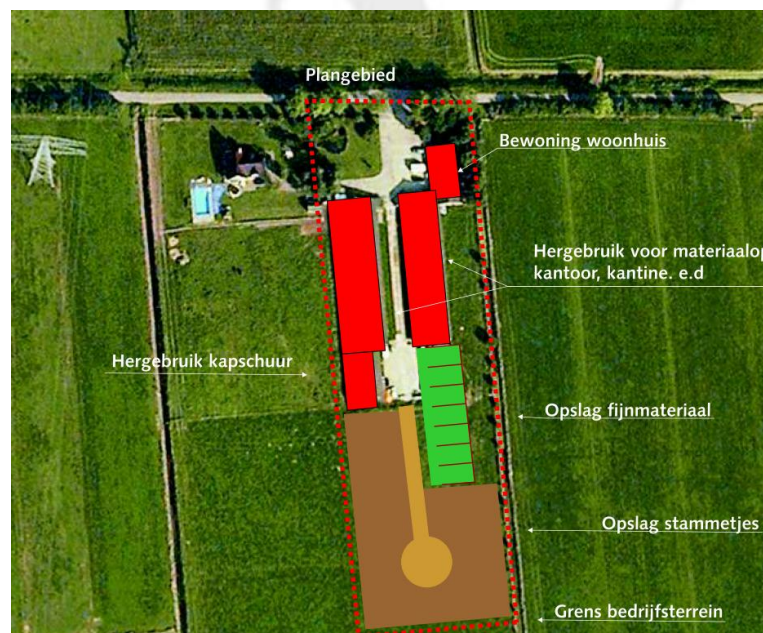 Plangebied
Bewoning woonhuis
Hergebruik voor materiaalop
kantoor, kantine. e.d
Hergebruik kapschuur
Opslag fijnmateriaal
Opslag stammetjes
Grens bedrijfsterrein